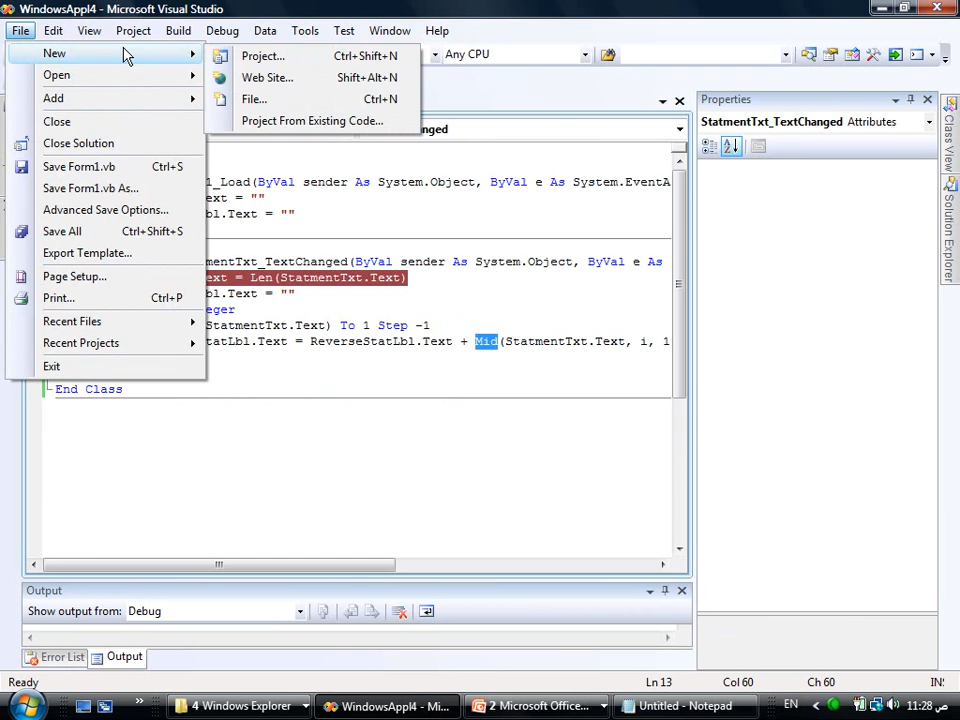 WindowsAppl4 - Microsoft Visual Studio
File Edit View Project Build Debug Data Tools Test Window Help
New
Open
Add
Close
Close Solution
Save Form1.vb Ctrl+S
Save Form1.vb As...
Advanced Save Options...
Save All Ctrl+Shift+S
Export Template...
Page Setup...
Print... Ctrl+P
Recent Files
Recent Projects
Exit
Project... Ctrl+Shift+N
Web Site... Shift+Alt+N
File... Ctrl+N
Project From Existing Code...
Any CPU
1_Load(ByVal sender As System.Object, ByVal e As System.EventA
ext = ""
bl.Text = ""
mentTxt_TextChanged(ByVal sender As System.Object, ByVal e As
ext = Len(StatmentTxt.Text)
bl.Text = ""
eger
StatmentTxt.Text) To 1 Step -1
tatLbl.Text = ReverseStatLbl.Text + Mid(StatmentTxt.Text, i, 1
End Class
Properties
StatmentTxt_TextChanged Attributes
Class View
Solution Explorer
Output
Show output from: Debug
Error List Output
Ready Ln 13 Col 60 Ch 60 INS
4 Windows Explorer WindowsAppl4 - Mi... 2 Microsoft Office... Untitled - Notepad EN 11:28 ص